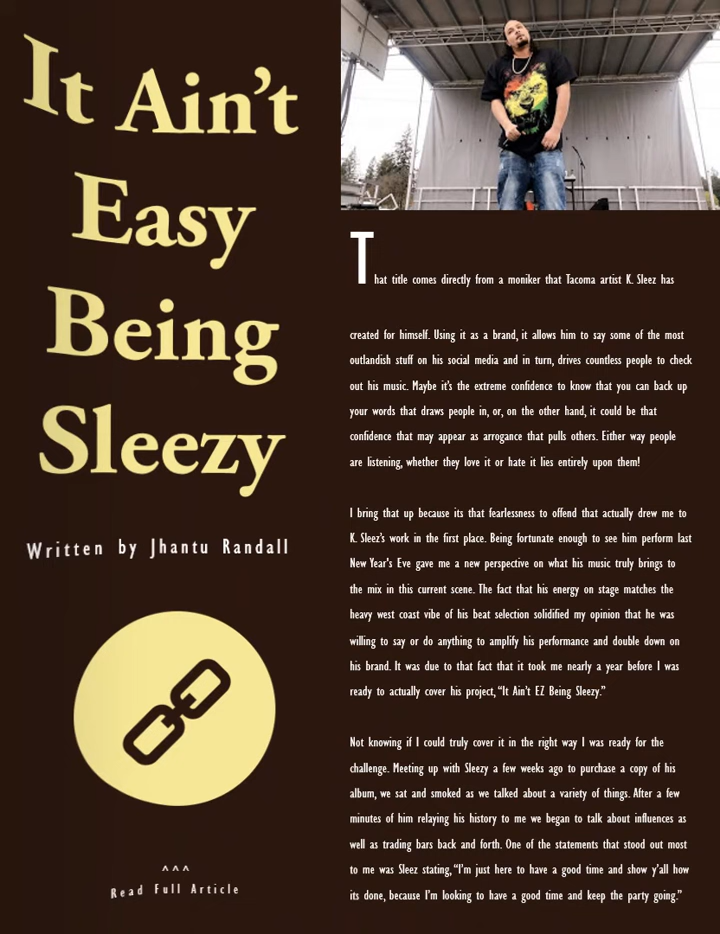 It Ain't
Easy
Being
Sleezy
Written by Jhantu Randall
^^^
Read Full Article
That title comes directly from a moniker that Tacoma artist K. Sleez has
created for himself. Using it as a brand, it allows him to say some of the most
outlandish stuff on his social media and in turn, drives countless people to check
out his music. Maybe it's the extreme confidence to know that you can back up
your words that draws people in, or, on the other hand, it could be that
confidence that may appear as arrogance that pulls others. Either way people
are listening, whether they love it or hate it lies entirely upon them!
I bring that up because its that fearlessness to offend that actually drew me to
K. Sleez's work in the first place. Being fortunate enough to see him perform last
New Year's Eve gave me a new perspective on what his music truly brings to
the mix in this current scene. The fact that his energy on stage matches the
heavy west coast vibe of his beat selection solidified my opinion that he was
willing to say or do anything to amplify his performance and double down on
his brand. It was due to that fact that it took me nearly a year before I was
ready to actually cover his project, “It Ain't EZ Being Sleezy.”
Not knowing if I could truly cover it in the right way I was ready for the
challenge. Meeting up with Sleezy a few weeks ago to purchase a copy of his
album, we sat and smoked as we talked about a variety of things. After a few
minutes of him relaying his history to me we began to talk about influences as
well as trading bars back and forth. One of the statements that stood out most
to me was Sleez stating, “I'm just here to have a good time and show y'all how
its done, because I'm looking to have a good time and keep the party going.”